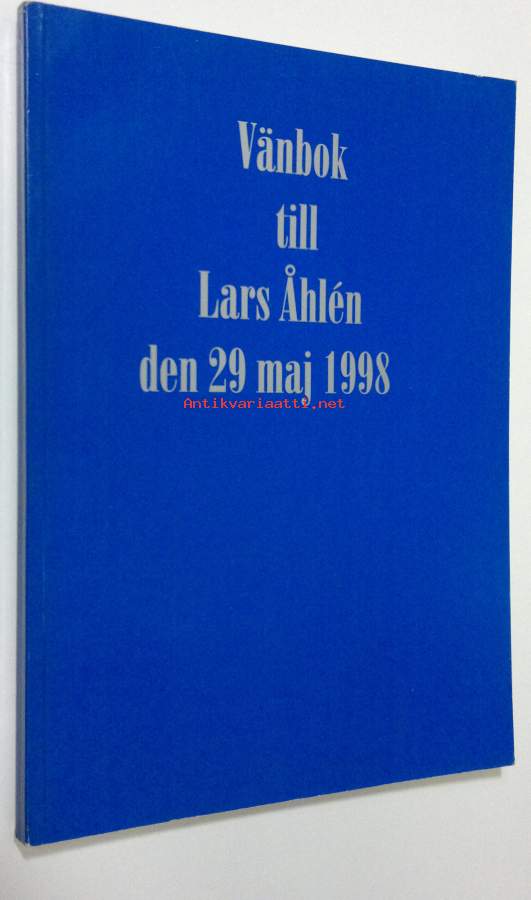 Vänbok
till
Lars Åhlén
den 29 maj 1998
Antikvariaatti.net